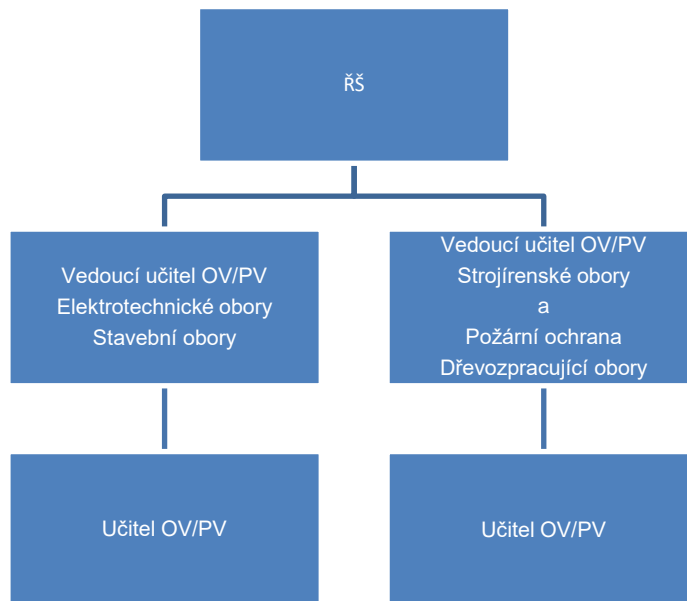 ŘŠ
Vedoucí učitel OV/PV
Elektrotechnické obory
Stavební obory
Vedoucí učitel OV/PV
Strojírenské obory
a
Požární ochrana
Dřevozpracující obory
Učitel OV/PV
Učitel OV/PV